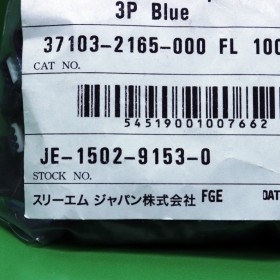 3P Blue
37103-2165-000 FL 100
CAT NO.
54519001007662
JE-1502-9153-0
STOCK NO.
スリーエム ジャパン株式会社 FGE DAT